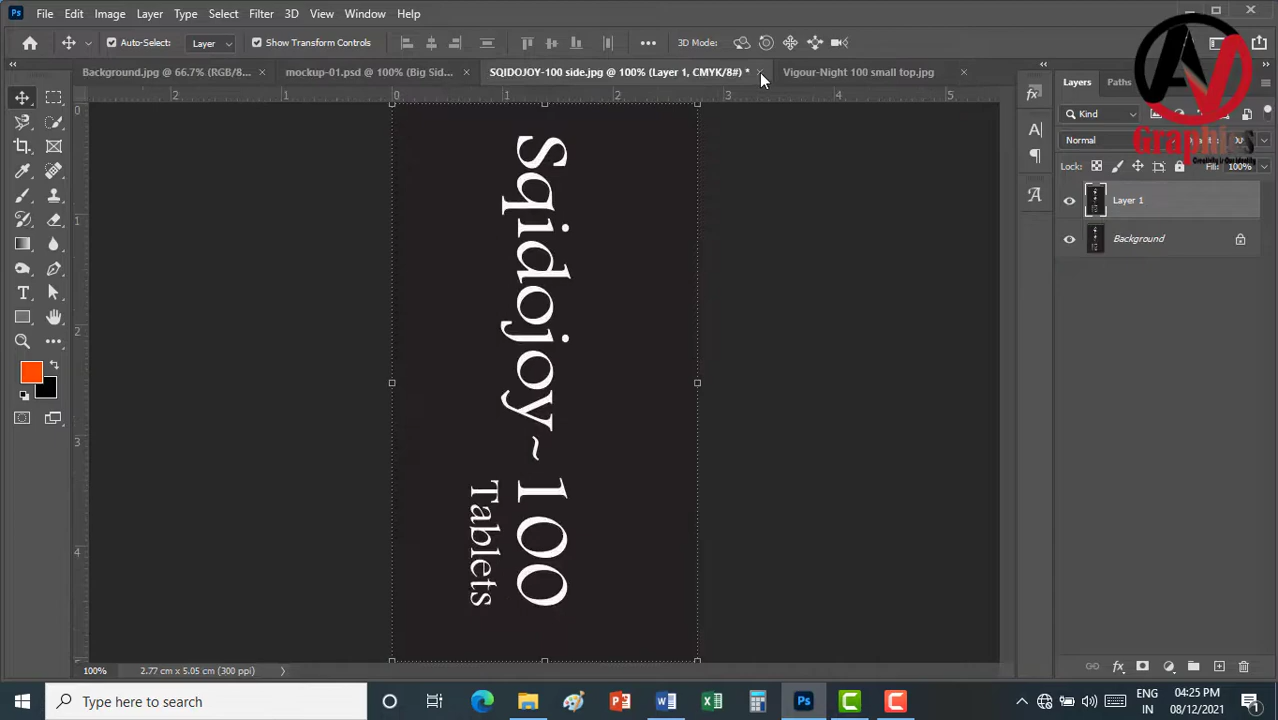 File Edit Image Layer Type Select Filter 3D View Window Help
Auto-Select: Layer Show Transform Controls 3D Mode:
Background.jpg @ 66.7% (RGB/8... mockup-01.psd @ 100% (Big Sid... SQIDOJOY-100 side.jpg @ 100% (Layer 1, CMYK/8#) * Vigour-Night 100 small top.jpg
Layers Paths
Kind
Normal
Graphics
Creativity is Our Identity
Lock: Fill: 100%
Layer 1
Background
Sqidojoy~100
Tablets
100% 2.77 cm x 5.05 cm (300 ppi)
Type here to search
ENG 04:25 PM
IN 08/12/2021